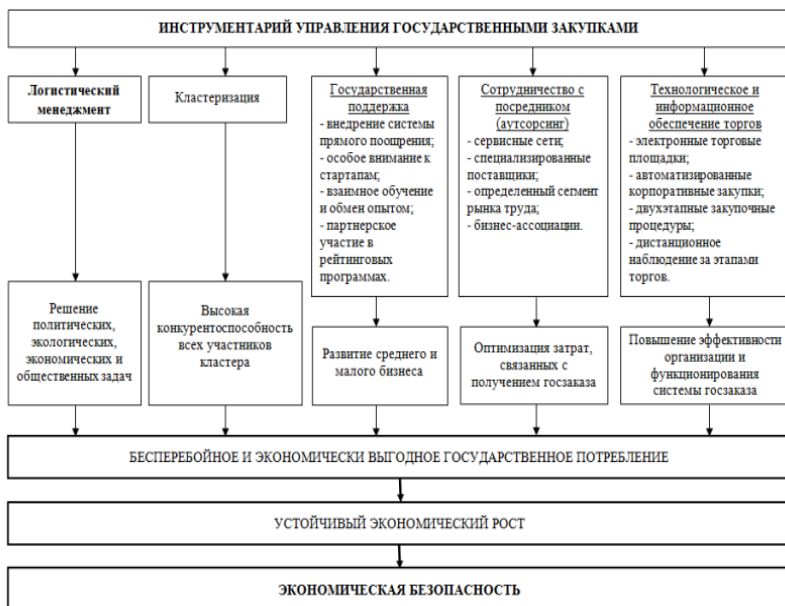 ИНСТРУМЕНТАРИЙ УПРАВЛЕНИЯ ГОСУДАРСТВЕННЫМИ ЗАКУПКАМИ
Логистический
менеджмент
Кластеризация
Государственная
поддержка
- внедрение системы
прямого поощрения;
- особое внимание к
стартапам;
- взаимное обучение
и обмен опытом;
- партнерское
участие в
рейтинговых
программах.
Сотрудничество с
посредником
(аутсорсинг)
- сервисные сети;
- специализированные
поставщики;
- определенный сегмент
рынка труда;
- бизнес-ассоциации.
Технологическое и
информационное
обеспечение торгов
- электронные торговые
площадки;
- автоматизированные
корпоративные закупки;
- двухэтапные закупочные
процедуры;
- дистанционное
наблюдение за этапами
торгов.
Решение
политических,
экологических,
экономических и
общественных задач
Высокая
конкурентоспособность
всех участников
кластера
Развитие среднего и
малого бизнеса
Оптимизация затрат,
связанных с
получением госзаказа
Повышение эффективности
организации и
функционирования
системы госзаказа
БЕСПЕРЕБОЙНОЕ И ЭКОНОМИЧЕСКИ ВЫГОДНОЕ ГОСУДАРСТВЕННОЕ ПОТРЕБЛЕНИЕ
УСТОЙЧИВЫЙ ЭКОНОМИЧЕСКИЙ РОСТ
ЭКОНОМИЧЕСКАЯ БЕЗОПАСНОСТЬ